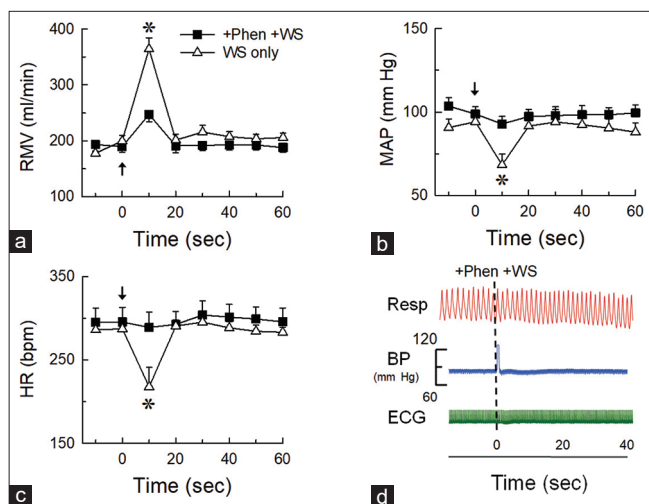 400
300
200
100
RMV (ml/min)
*
+Phen +WS
WS only
0 20 40 60
Time (sec)
a
150
100
50
MAP (mm Hg)
*
0 20 40 60
Time (sec)
b
350
250
150
HR (bpm)
*
0 20 40 60
Time (sec)
c
+Phen +WS
Resp
120
BP
(mm Hg)
60
ECG
0 20 40
Time (sec)
d